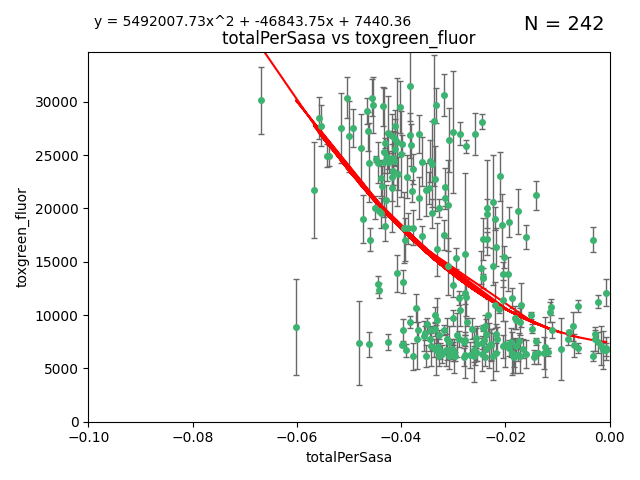 y = 5492007.73x^2 + -46843.75x + 7440.36
N = 242
totalPerSasa vs toxgreen_fluor
30000
25000
20000
15000
10000
5000
0
toxgreen_fluor
−0.10 −0.08 −0.06 −0.04 −0.02 0.00
totalPerSasa